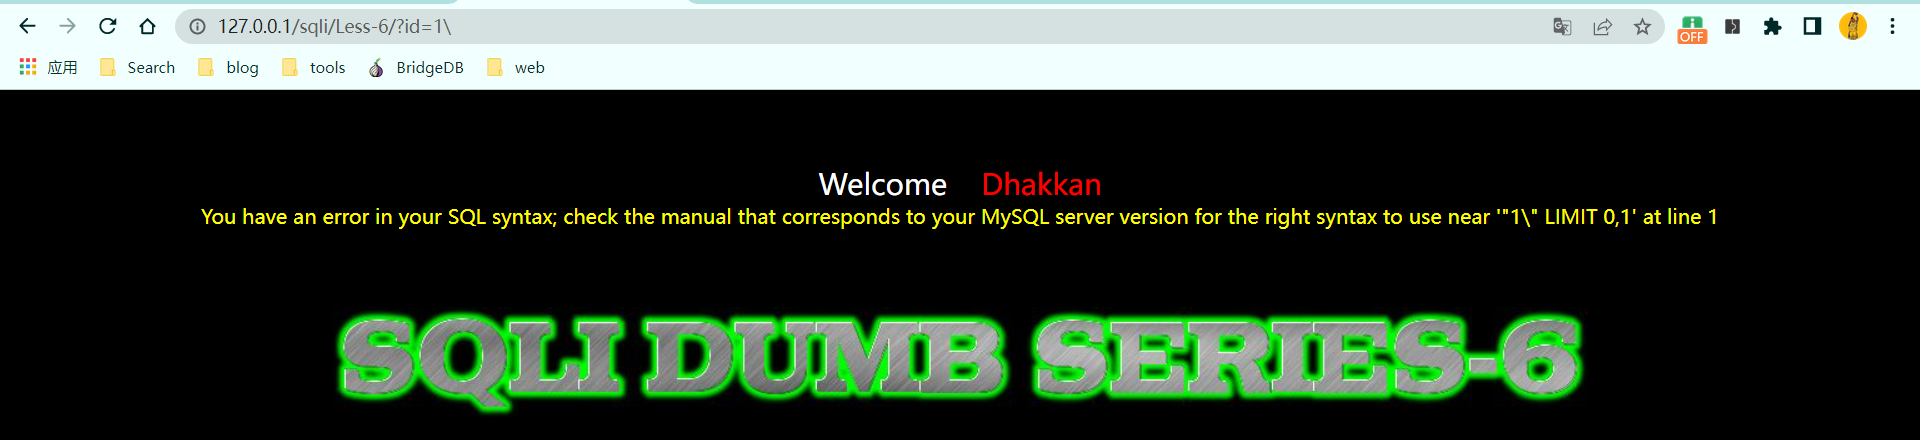 127.0.0.1/sqli/Less-6/?id=1\
OFF
应用 Search blog tools BridgeDB web
Welcome Dhakkan
You have an error in your SQL syntax; check the manual that corresponds to your MySQL server version for the right syntax to use near '"1\" LIMIT 0,1' at line 1
SQLI DUMB SERIES-6